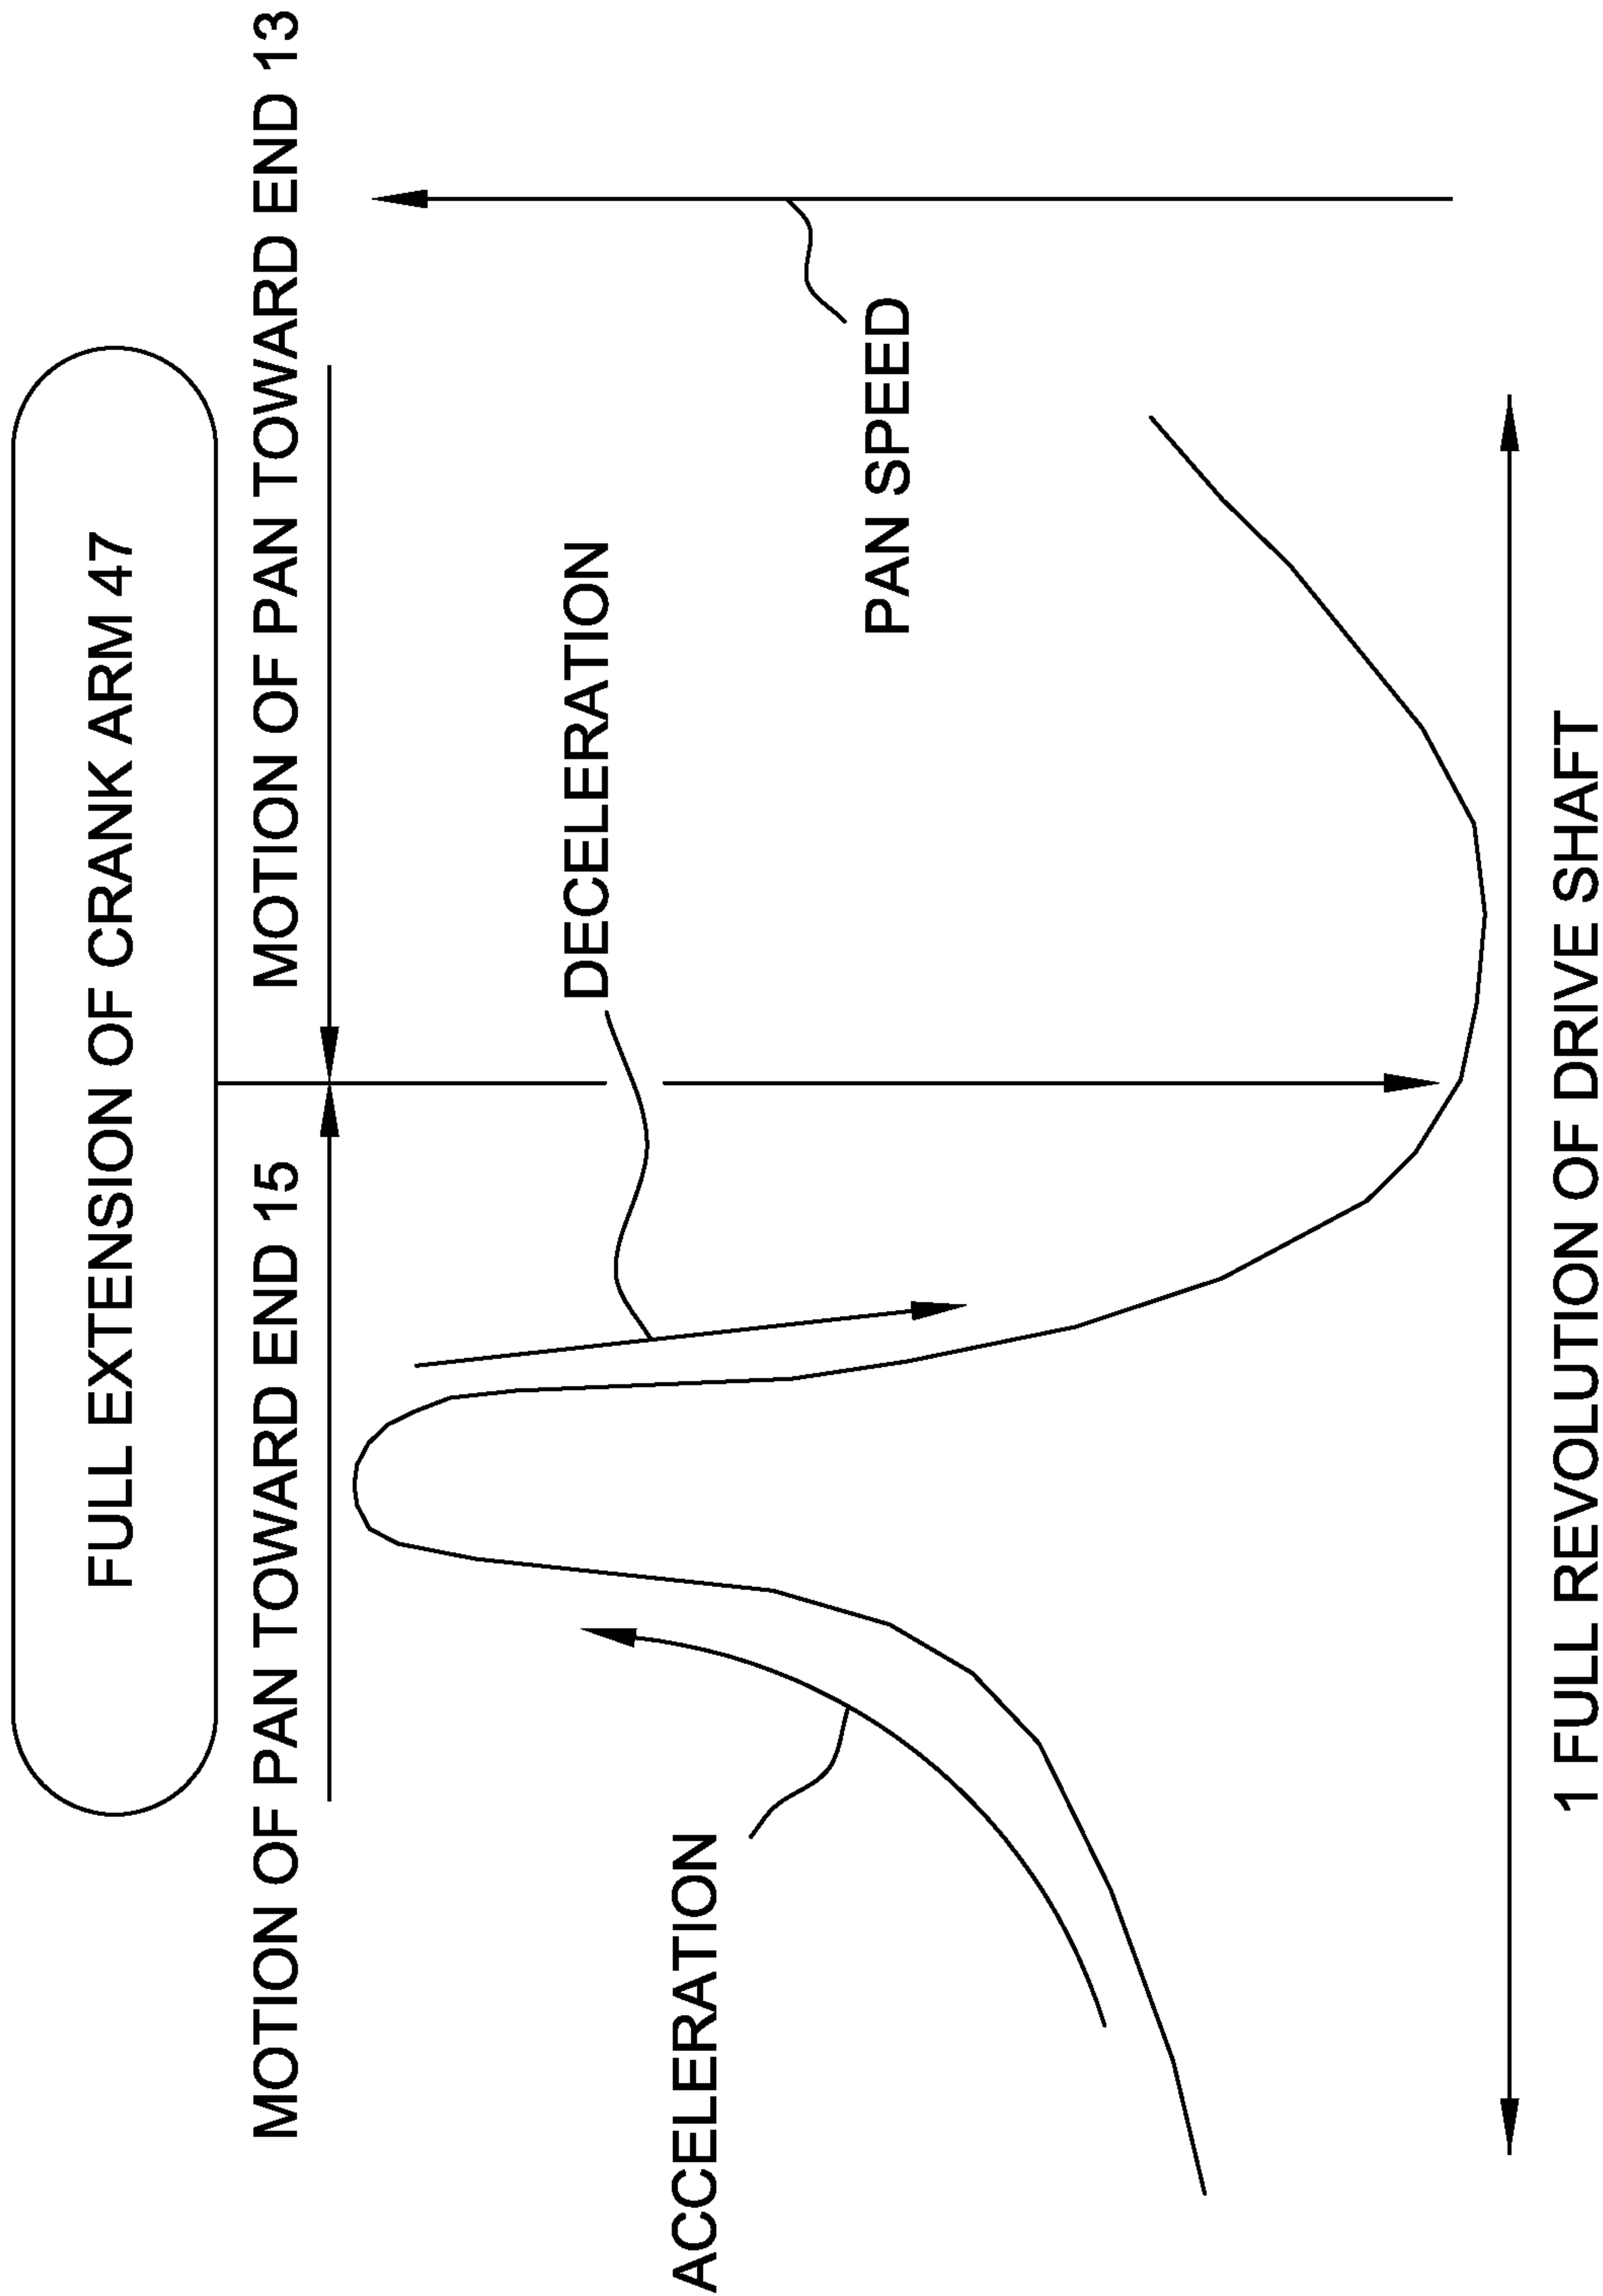 FULL EXTENSION OF CRANK ARM 47
MOTION OF PAN TOWARD END 15
MOTION OF PAN TOWARD END 13
DECELERATION
ACCELERATION
PAN SPEED
1 FULL REVOLUTION OF DRIVE SHAFT